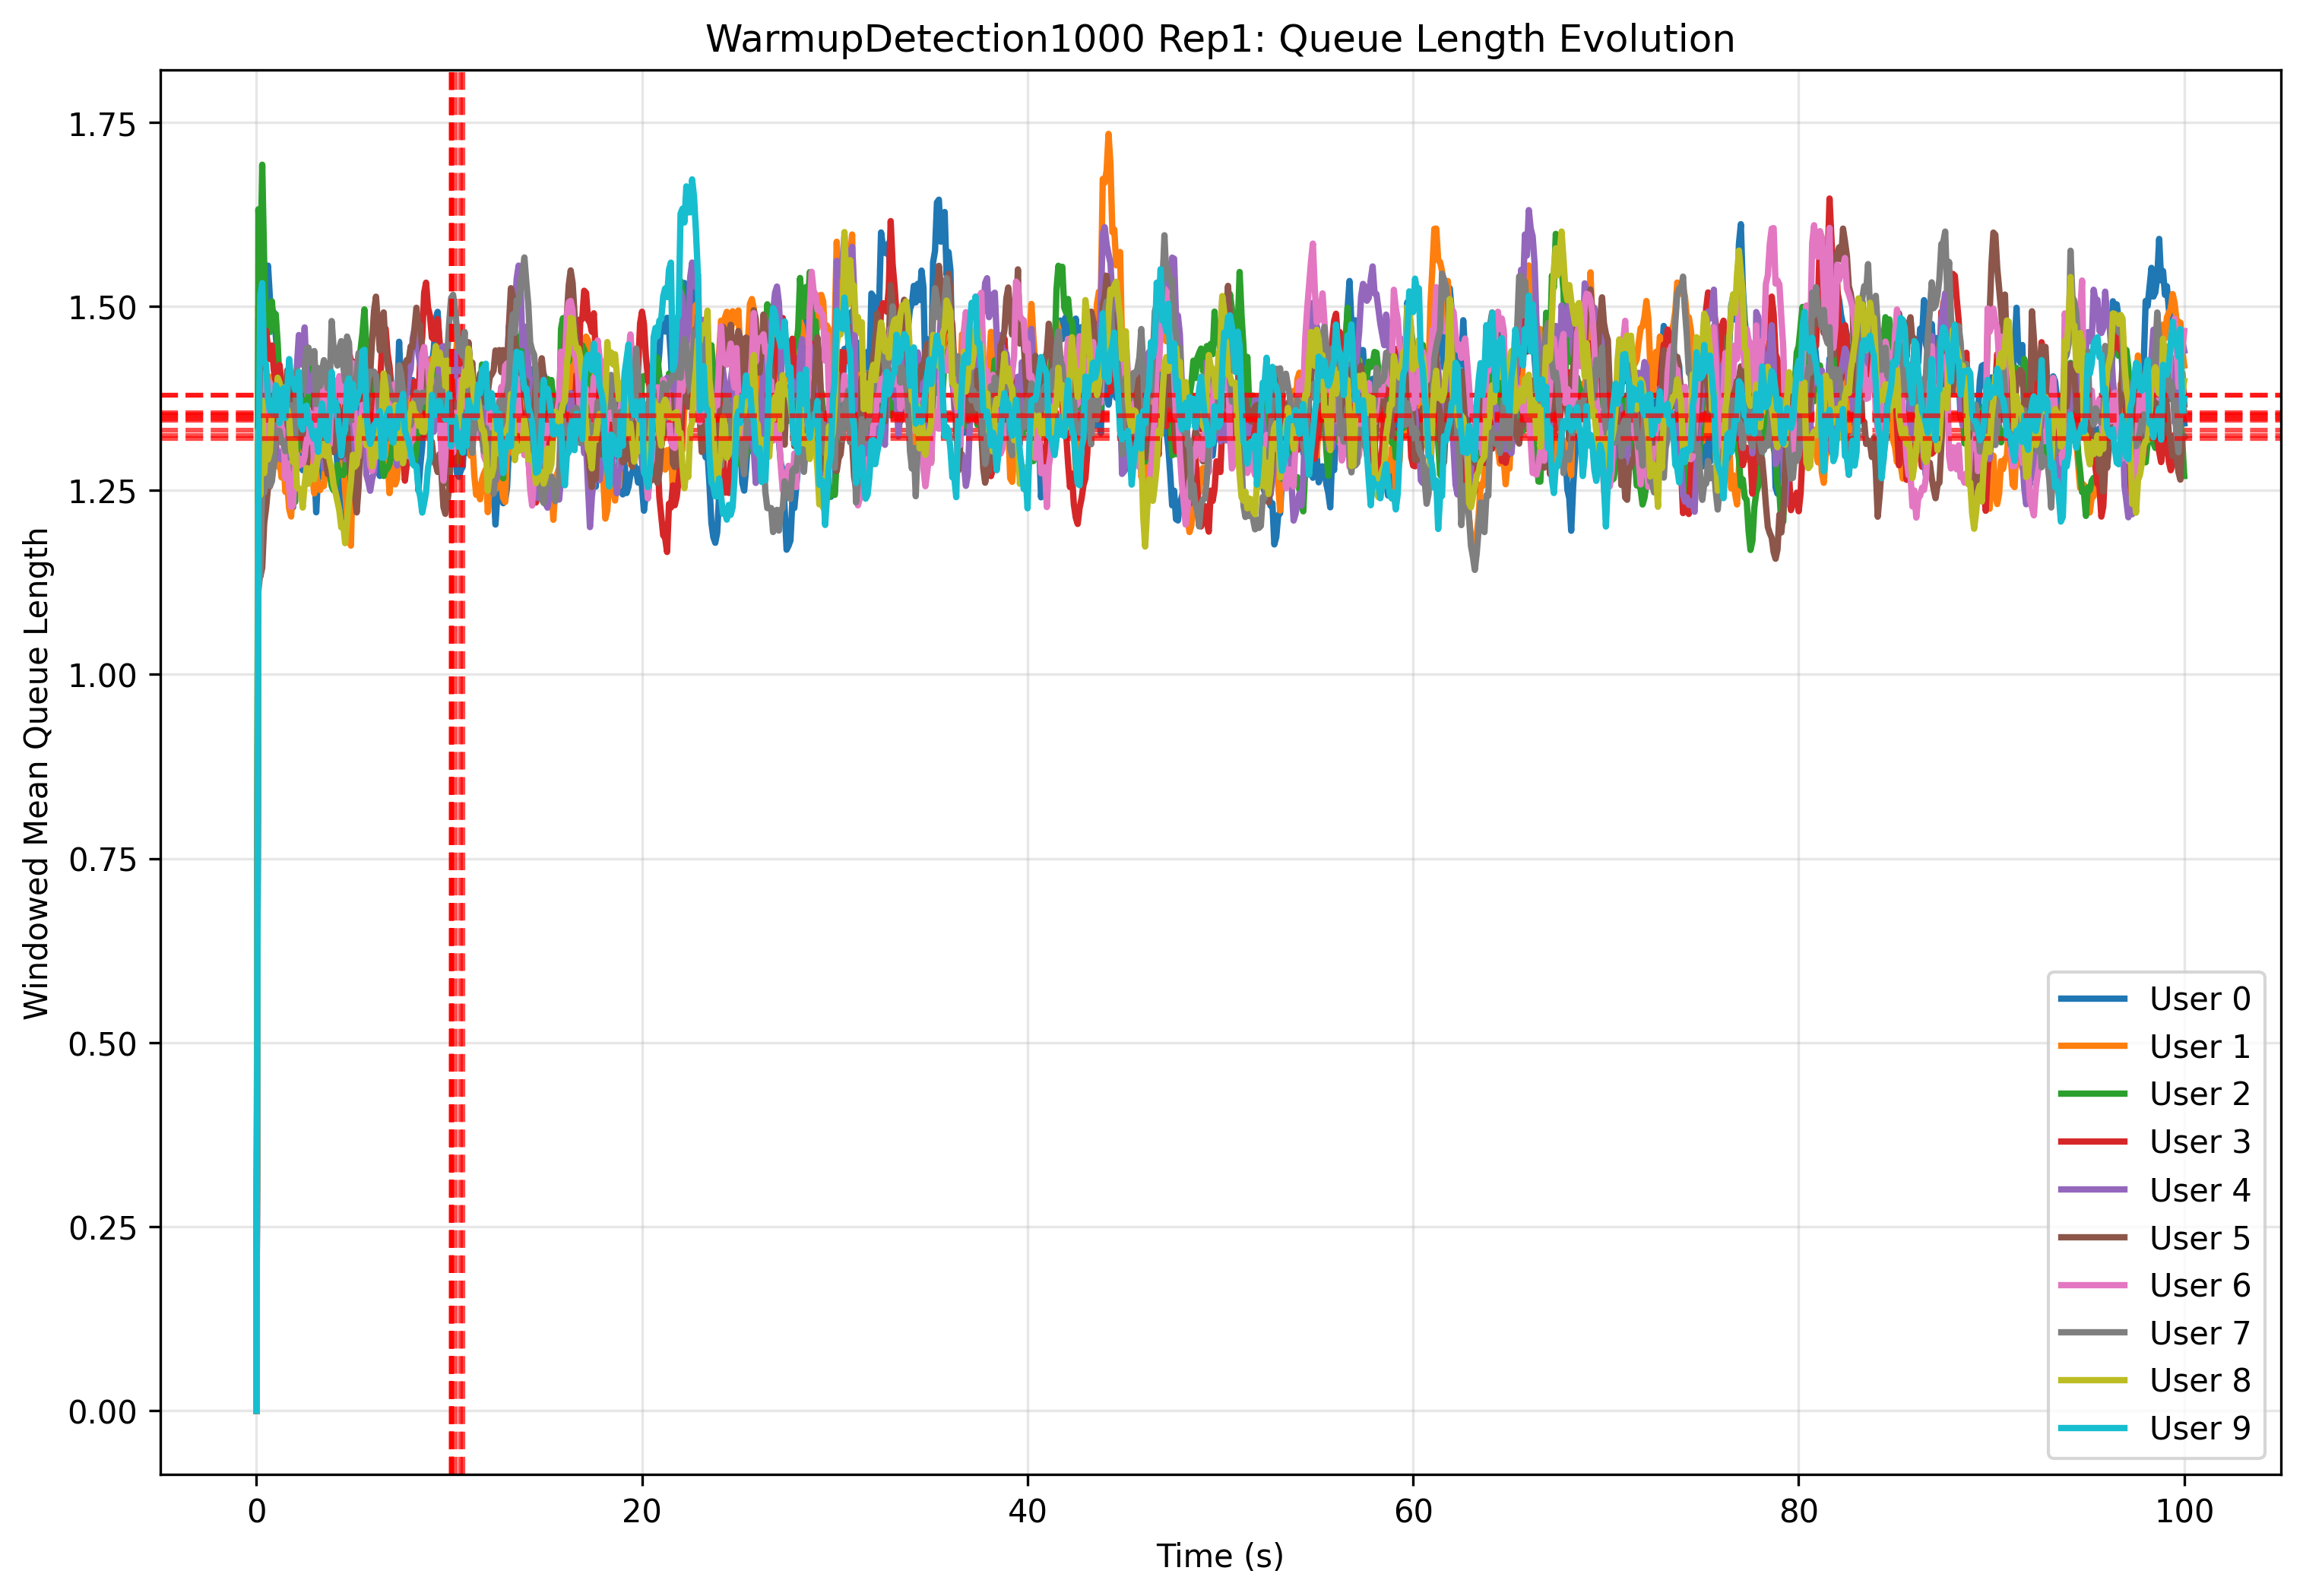 WarmupDetection1000 Rep1: Queue Length Evolution
Windowed Mean Queue Length
1.75
1.50
1.25
1.00
0.75
0.50
0.25
0.00
0 20 40 60 80 100
Time (s)
User 0
User 1
User 2
User 3
User 4
User 5
User 6
User 7
User 8
User 9